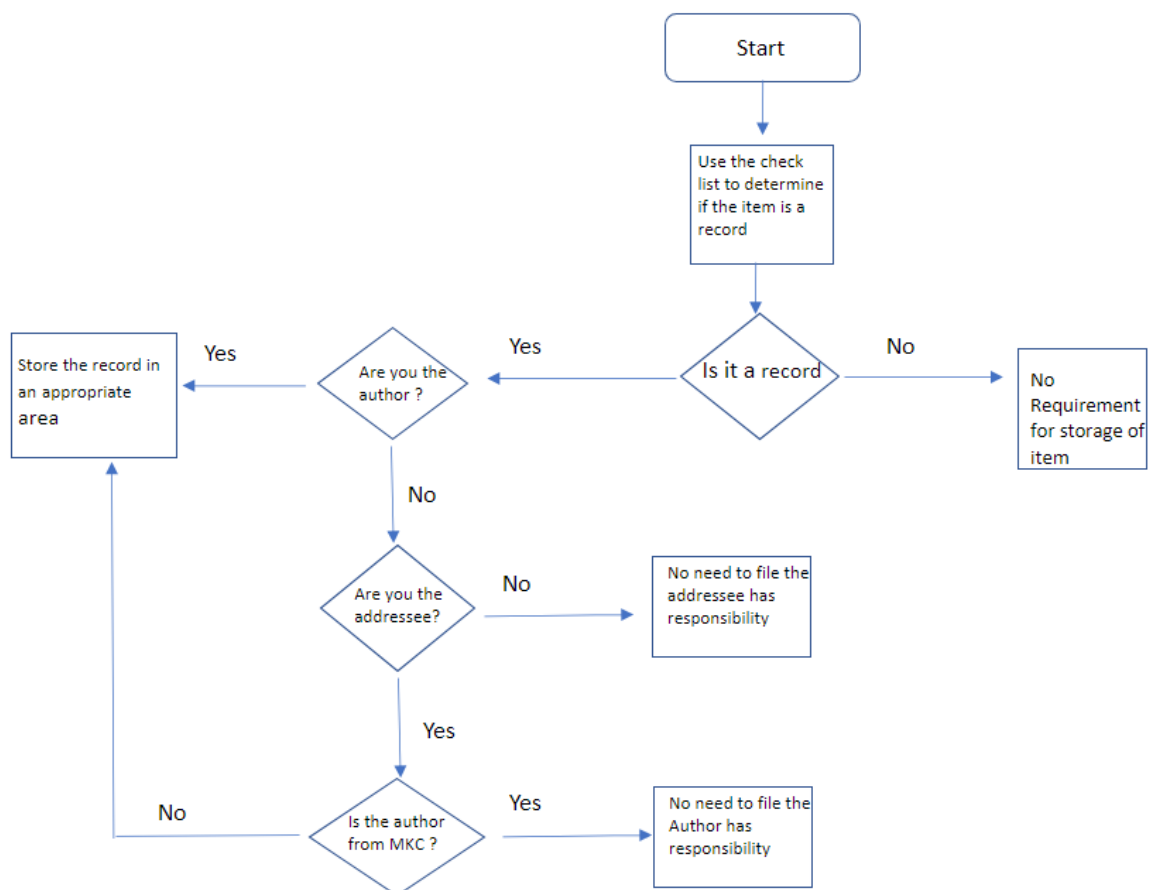 Start
Use the check
list to determine
if the item is a
record
Is it a record
Yes
No
No
Requirement
for storage of
item
Are you the
author ?
Yes
Store the record in
an appropriate
area
No
Are you the
addressee?
No
No need to file the
addressee has
responsibility
Yes
Is the author
from MKC ?
No
Yes
No need to file the
Author has
responsibility